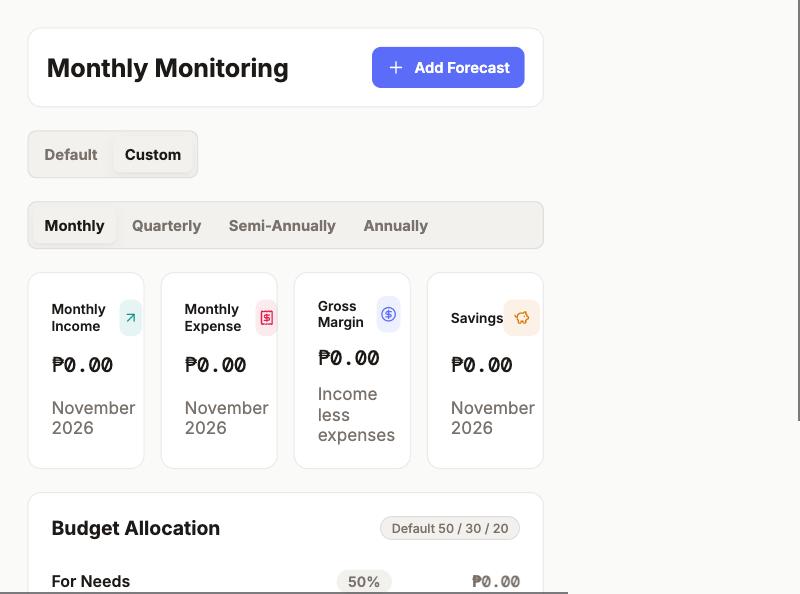 Monthly Monitoring
Add Forecast
Default Custom
Monthly Quarterly Semi-Annually Annually
Monthly
Income
₱0.00
November
2026
Monthly
Expense
₱0.00
November
2026
Gross
Margin
₱0.00
Income
less
expenses
Savings
₱0.00
November
2026
Budget Allocation
Default 50 / 30 / 20
For Needs 50% ₱0.00